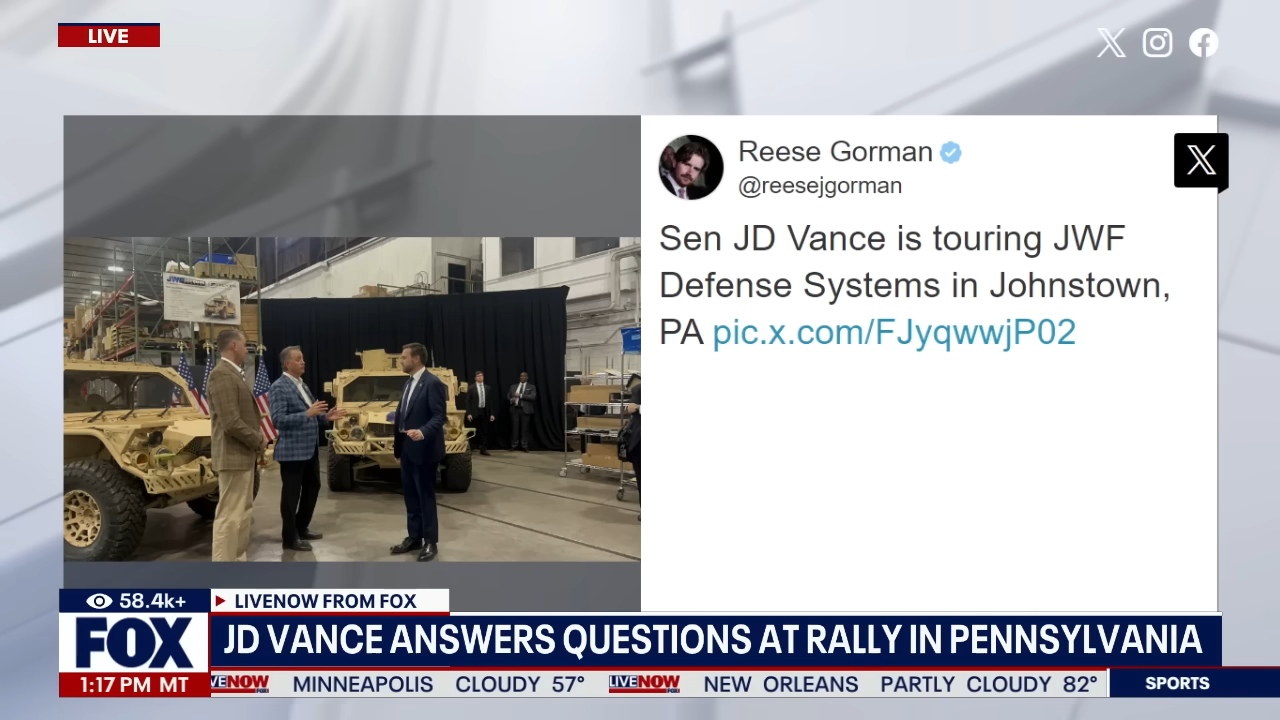 LIVE
Reese Gorman
@reesejgorman
Sen JD Vance is touring JWF
Defense Systems in Johnstown,
PA pic.x.com/FJyqwwjP02
58.4k+
LIVENOW FROM FOX
FOX
JD VANCE ANSWERS QUESTIONS AT RALLY IN PENNSYLVANIA
1:17 PM MT
VENOW MINNEAPOLIS CLOUDY 57° LIVENOW FOX NEW ORLEANS PARTLY CLOUDY 82° SPORTS